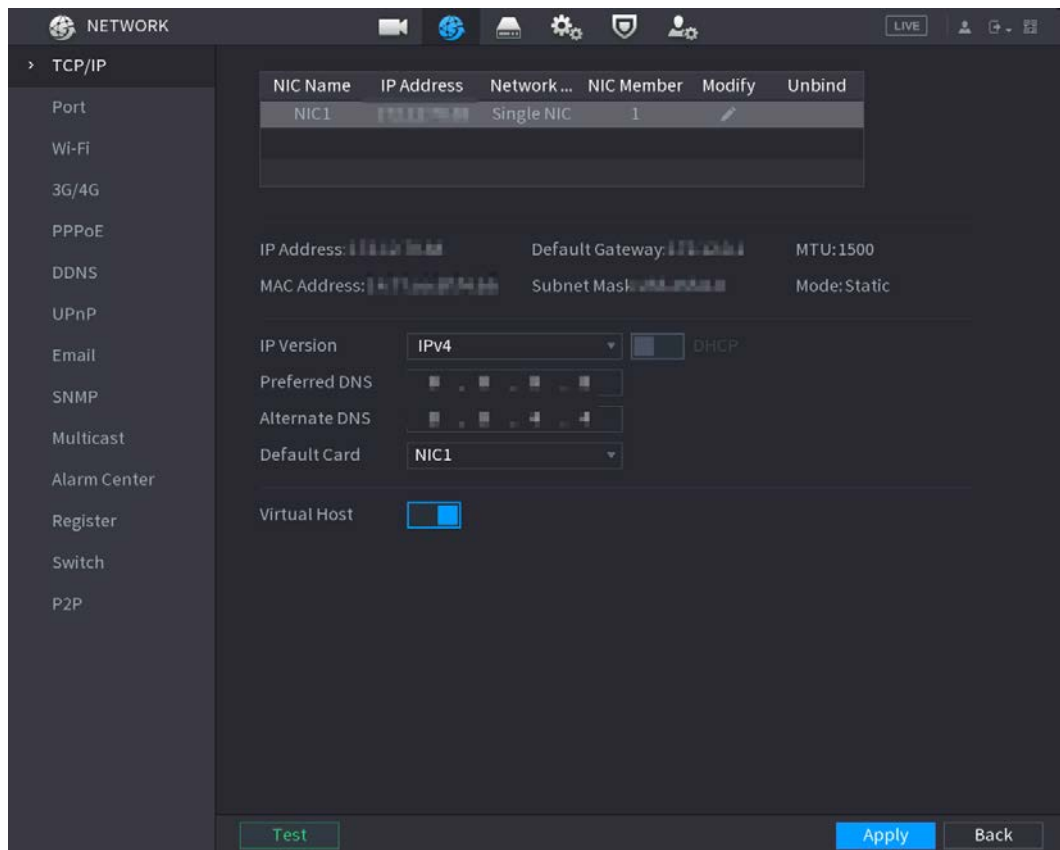 NETWORK
LIVE
TCP/IP
Port
Wi-Fi
3G/4G
PPPoE
DDNS
UPnP
Email
SNMP
Multicast
Alarm Center
Register
Switch
P2P
NIC Name IP Address Network ... NIC Member Modify Unbind
NIC1 Single NIC 1
IP Address: Default Gateway: MTU:1500
MAC Address: Subnet Mask Mode:Static
IP Version IPv4 DHCP
Preferred DNS
Alternate DNS
Default Card NIC1
Virtual Host
Test Apply Back